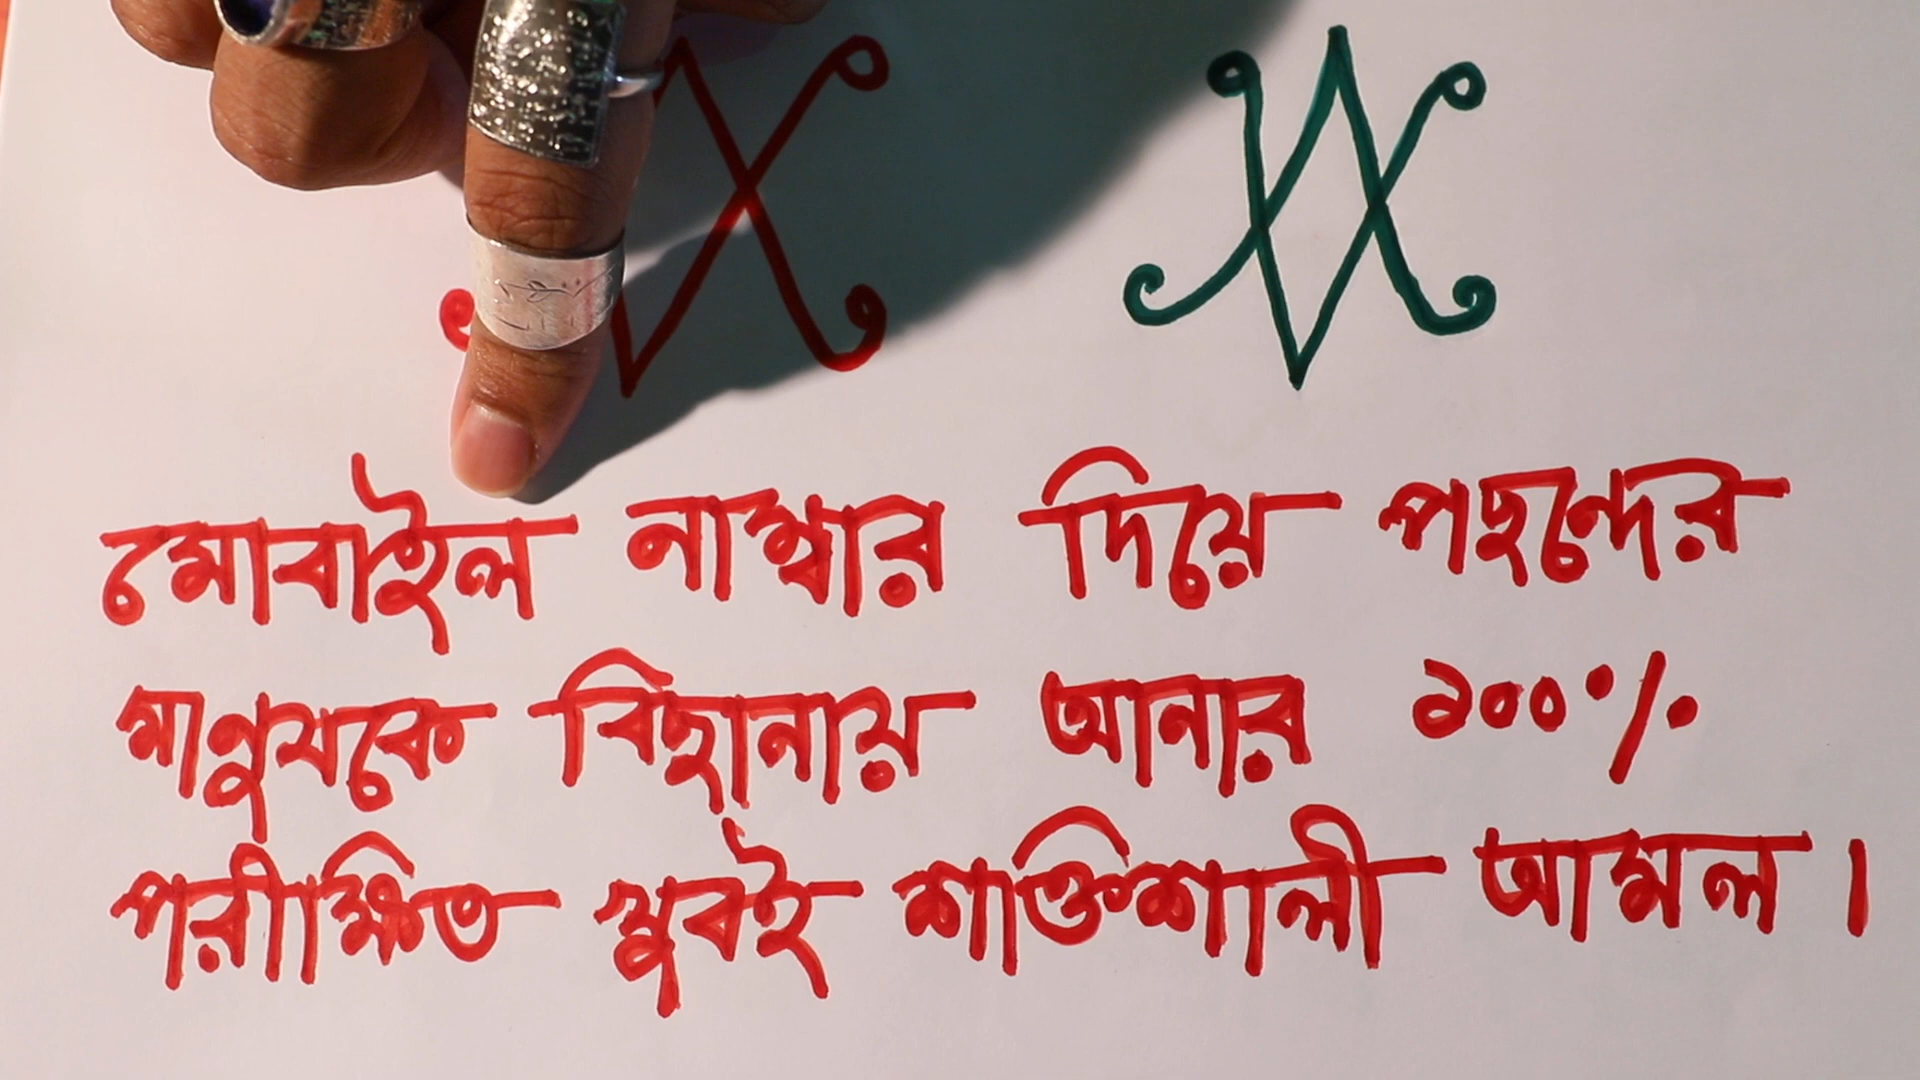 মোবাইল নাম্বার দিয়ে পছন্দের
মানুষকে বিছানায় আনার ১০০%
পরীক্ষিত খুবই শক্তিশালী আমল।